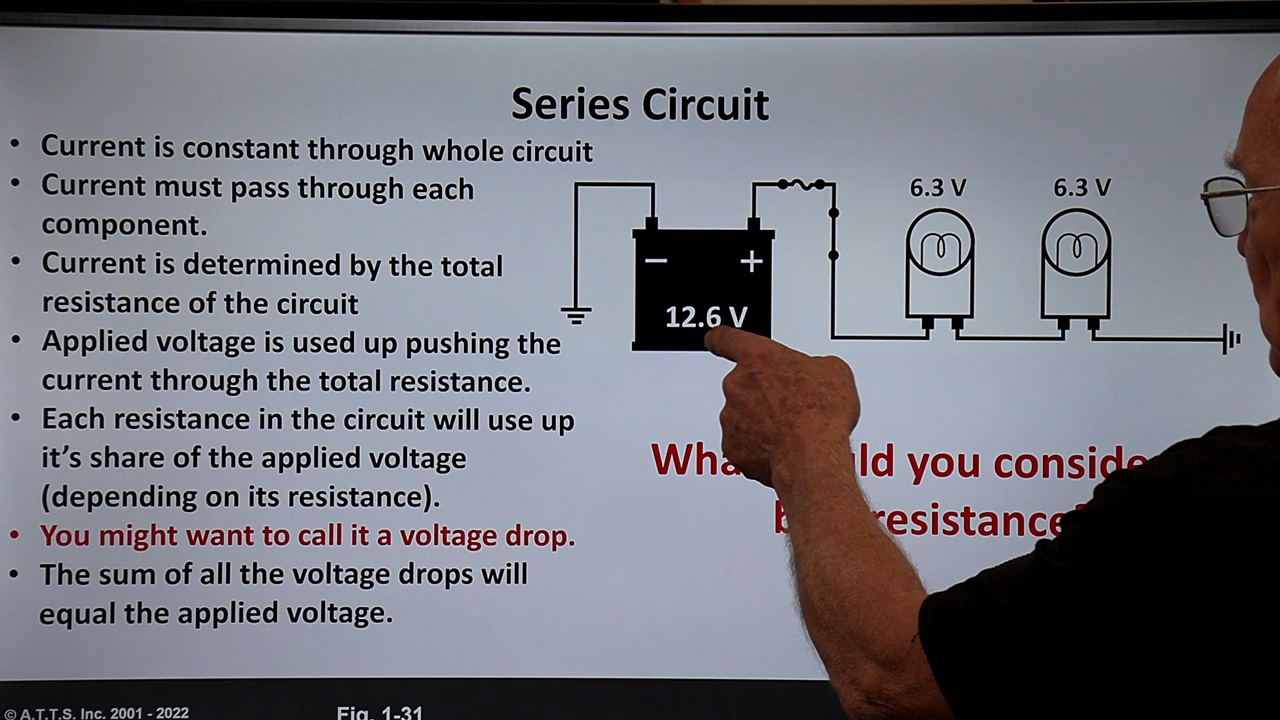 Series Circuit
• Current is constant through whole circuit
• Current must pass through each
component.
• Current is determined by the total
resistance of the circuit
• Applied voltage is used up pushing the
current through the total resistance.
• Each resistance in the circuit will use up
it's share of the applied voltage
(depending on its resistance).
• You might want to call it a voltage drop.
• The sum of all the voltage drops will
equal the applied voltage.
6.3 V 6.3 V
− +
12.6 V
you
resistance
© A.T.T.S. Inc. 2001 - 2022
Fig. 1-31